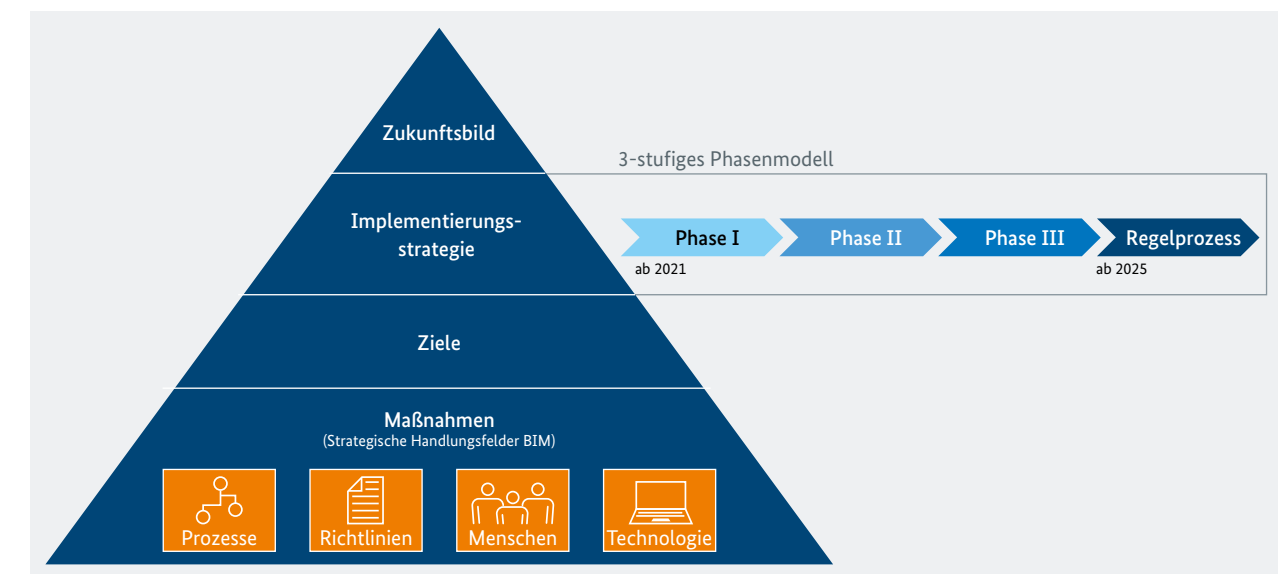 Zukunftsbild
3-stufiges Phasenmodell
Implementierungs-
strategie
Phase I
Phase II
Phase III
Regelprozess
ab 2021
ab 2025
Ziele
Maßnahmen
(Strategische Handlungsfelder BIM)
Prozesse
Richtlinien
Menschen
Technologie